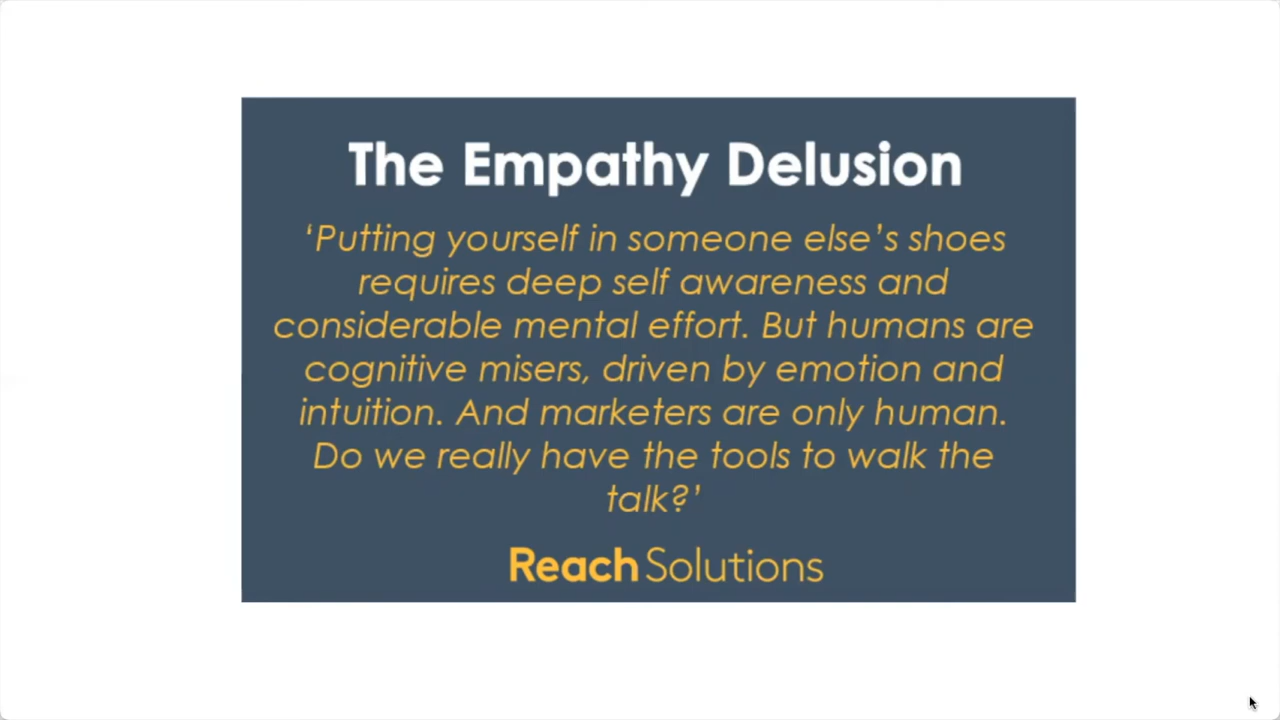 The Empathy Delusion
‘Putting yourself in someone else’s shoes
requires deep self awareness and
considerable mental effort. But humans are
cognitive misers, driven by emotion and
intuition. And marketers are only human.
Do we really have the tools to walk the
talk?’
Reach Solutions